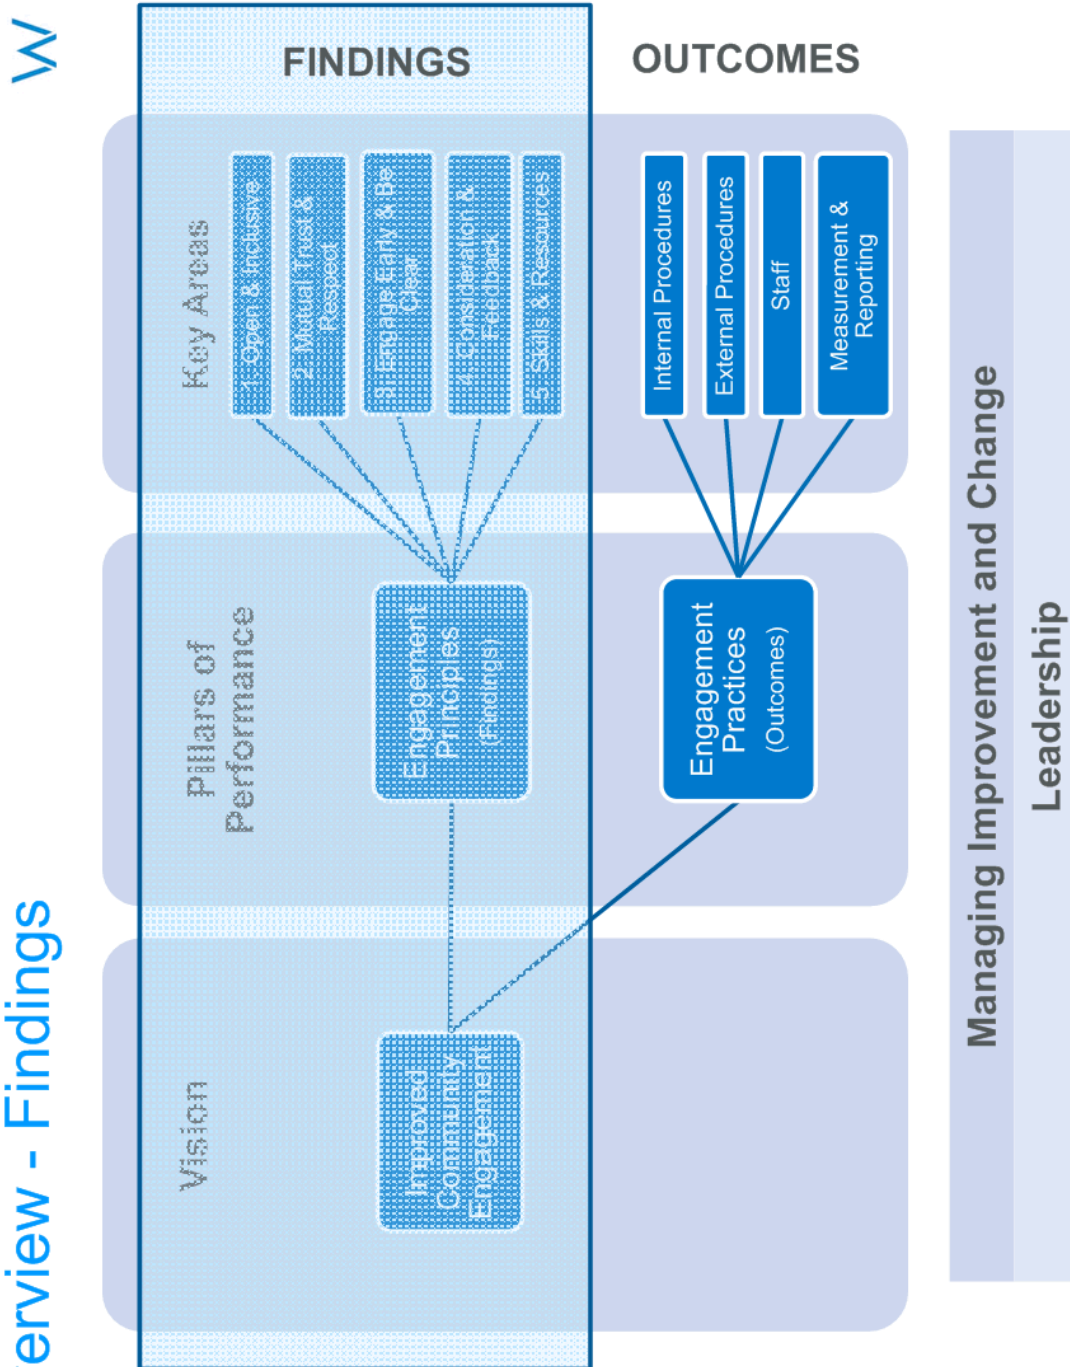 erview - Findings
W
Vision
Pillars of
Performance
Key Areas
FINDINGS
Improved
Community
Engagement
Engagement
Principles
(Findings)
1. Open & Inclusive
2. Mutual Trust &
Respect
3. Engage Early & Be
Clear
4. Consideration &
Feedback
5. Skills & Resources
OUTCOMES
Engagement
Practices
(Outcomes)
Internal Procedures
External Procedures
Staff
Measurement &
Reporting
Managing Improvement and Change
Leadership